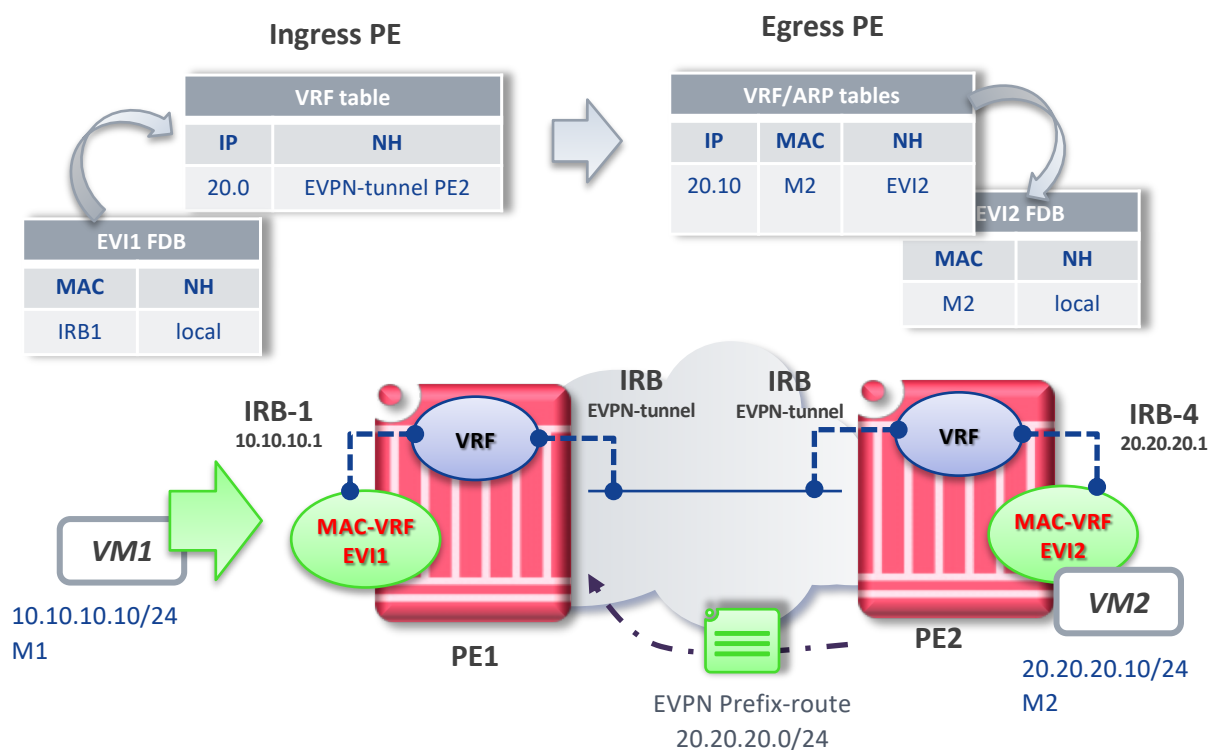 Ingress PE
Egress PE
VRF table
IP NH
20.0 EVPN-tunnel PE2
VRF/ARP tables
IP MAC NH
20.10 M2 EVI2
EVI1 FDB
MAC NH
IRB1 local
EVI2 FDB
MAC NH
M2 local
IRB-1
10.10.10.1
VRF
IRB
EVPN-tunnel
IRB
EVPN-tunnel
VRF
IRB-4
20.20.20.1
MAC-VRF
EVI1
MAC-VRF
EVI2
VM1
10.10.10.10/24
M1
PE1
PE2
VM2
20.20.20.10/24
M2
EVPN Prefix-route
20.20.20.0/24